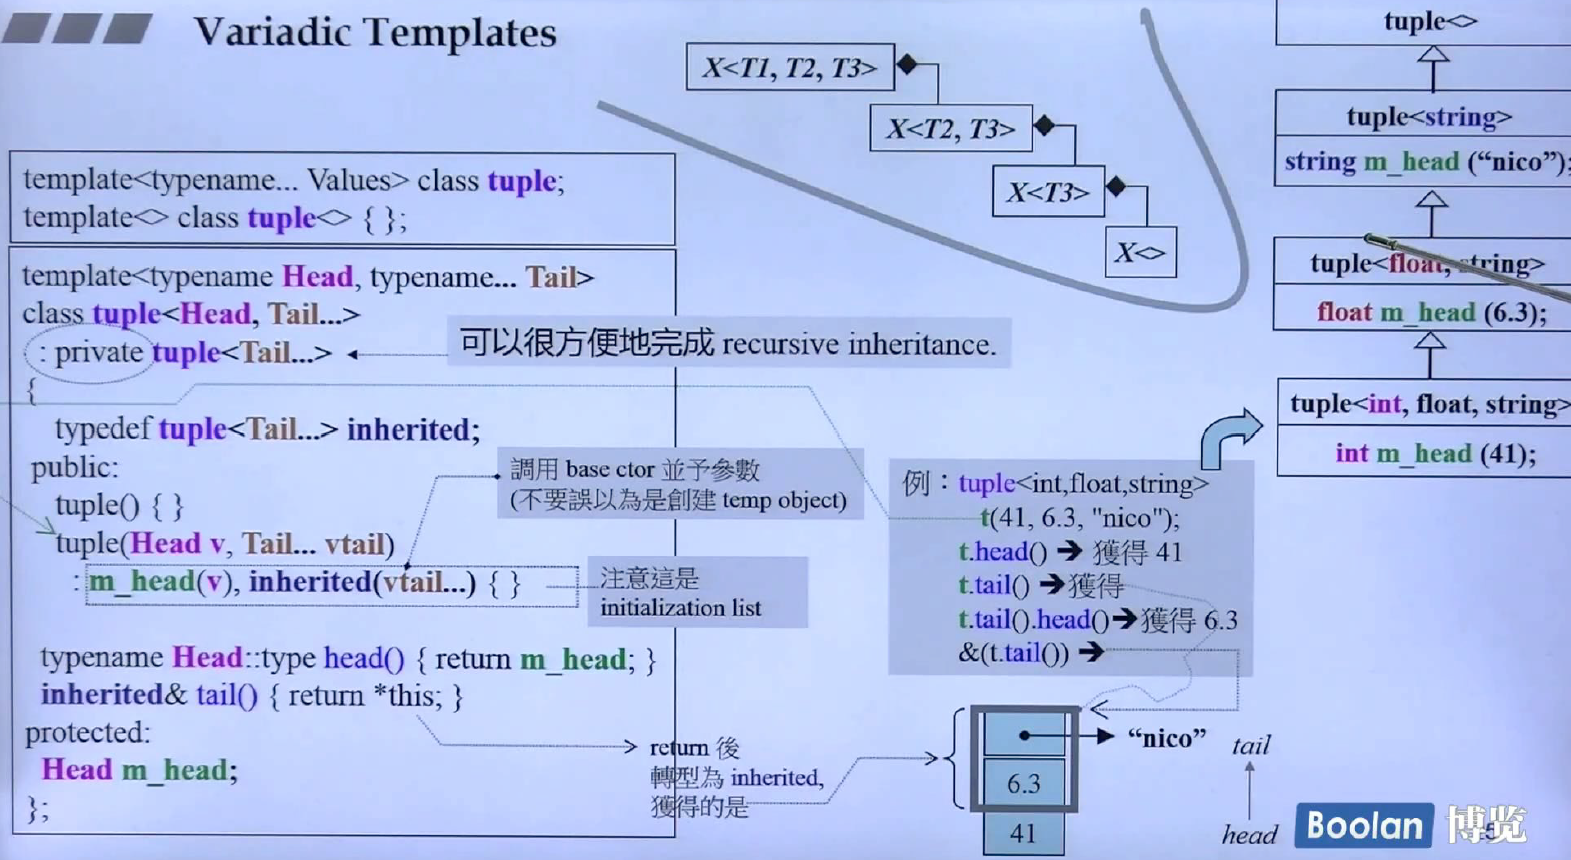 Variadic Templates
X<T1, T2, T3>
X<T2, T3>
X<T3>
X<>
tuple<>
tuple<string>
string m_head (“nico”);
tuple<float, string>
float m_head (6.3);
tuple<int, float, string>
int m_head (41);
template<typename... Values> class tuple;
template<> class tuple<> { };
template<typename Head, typename... Tail>
class tuple<Head, Tail...>
: private tuple<Tail...>
可以很方便地完成 recursive inheritance.
{
typedef tuple<Tail...> inherited;
public:
tuple() { }
tuple(Head v, Tail... vtail)
: m_head(v), inherited(vtail...) { }
調用 base ctor 並予參數
(不要誤以為是創建 temp object)
注意這是
initialization list
typename Head::type head() { return m_head; }
inherited& tail() { return *this; }
protected:
Head m_head;
};
return 後
轉型為 inherited,
獲得的是
例：tuple<int,float,string>
t(41, 6.3, "nico");
t.head() ➔ 獲得 41
t.tail() ➔獲得
t.tail().head()➔獲得 6.3
&(t.tail()) ➔
“nico”
6.3
41
tail
head
Boolan 博览